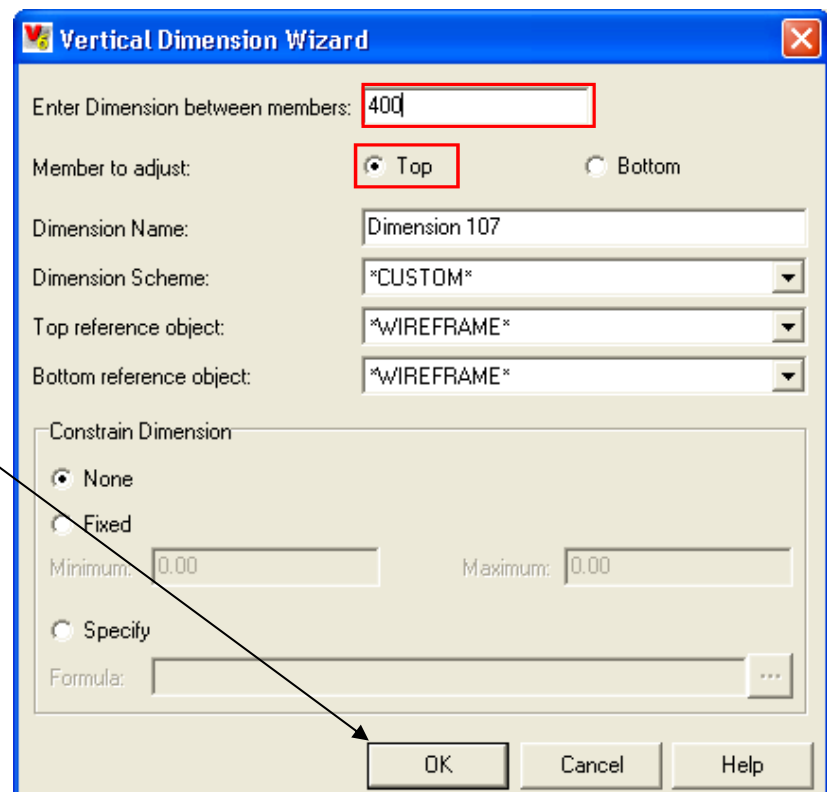 Vertical Dimension Wizard
Enter Dimension between members: 400
Member to adjust: Top Bottom
Dimension Name: Dimension 107
Dimension Scheme: *CUSTOM*
Top reference object: *WIREFRAME*
Bottom reference object: *WIREFRAME*
Constrain Dimension
None
Fixed
Minimum: 0.00 Maximum: 0.00
Specify
Formula: ...
OK Cancel Help